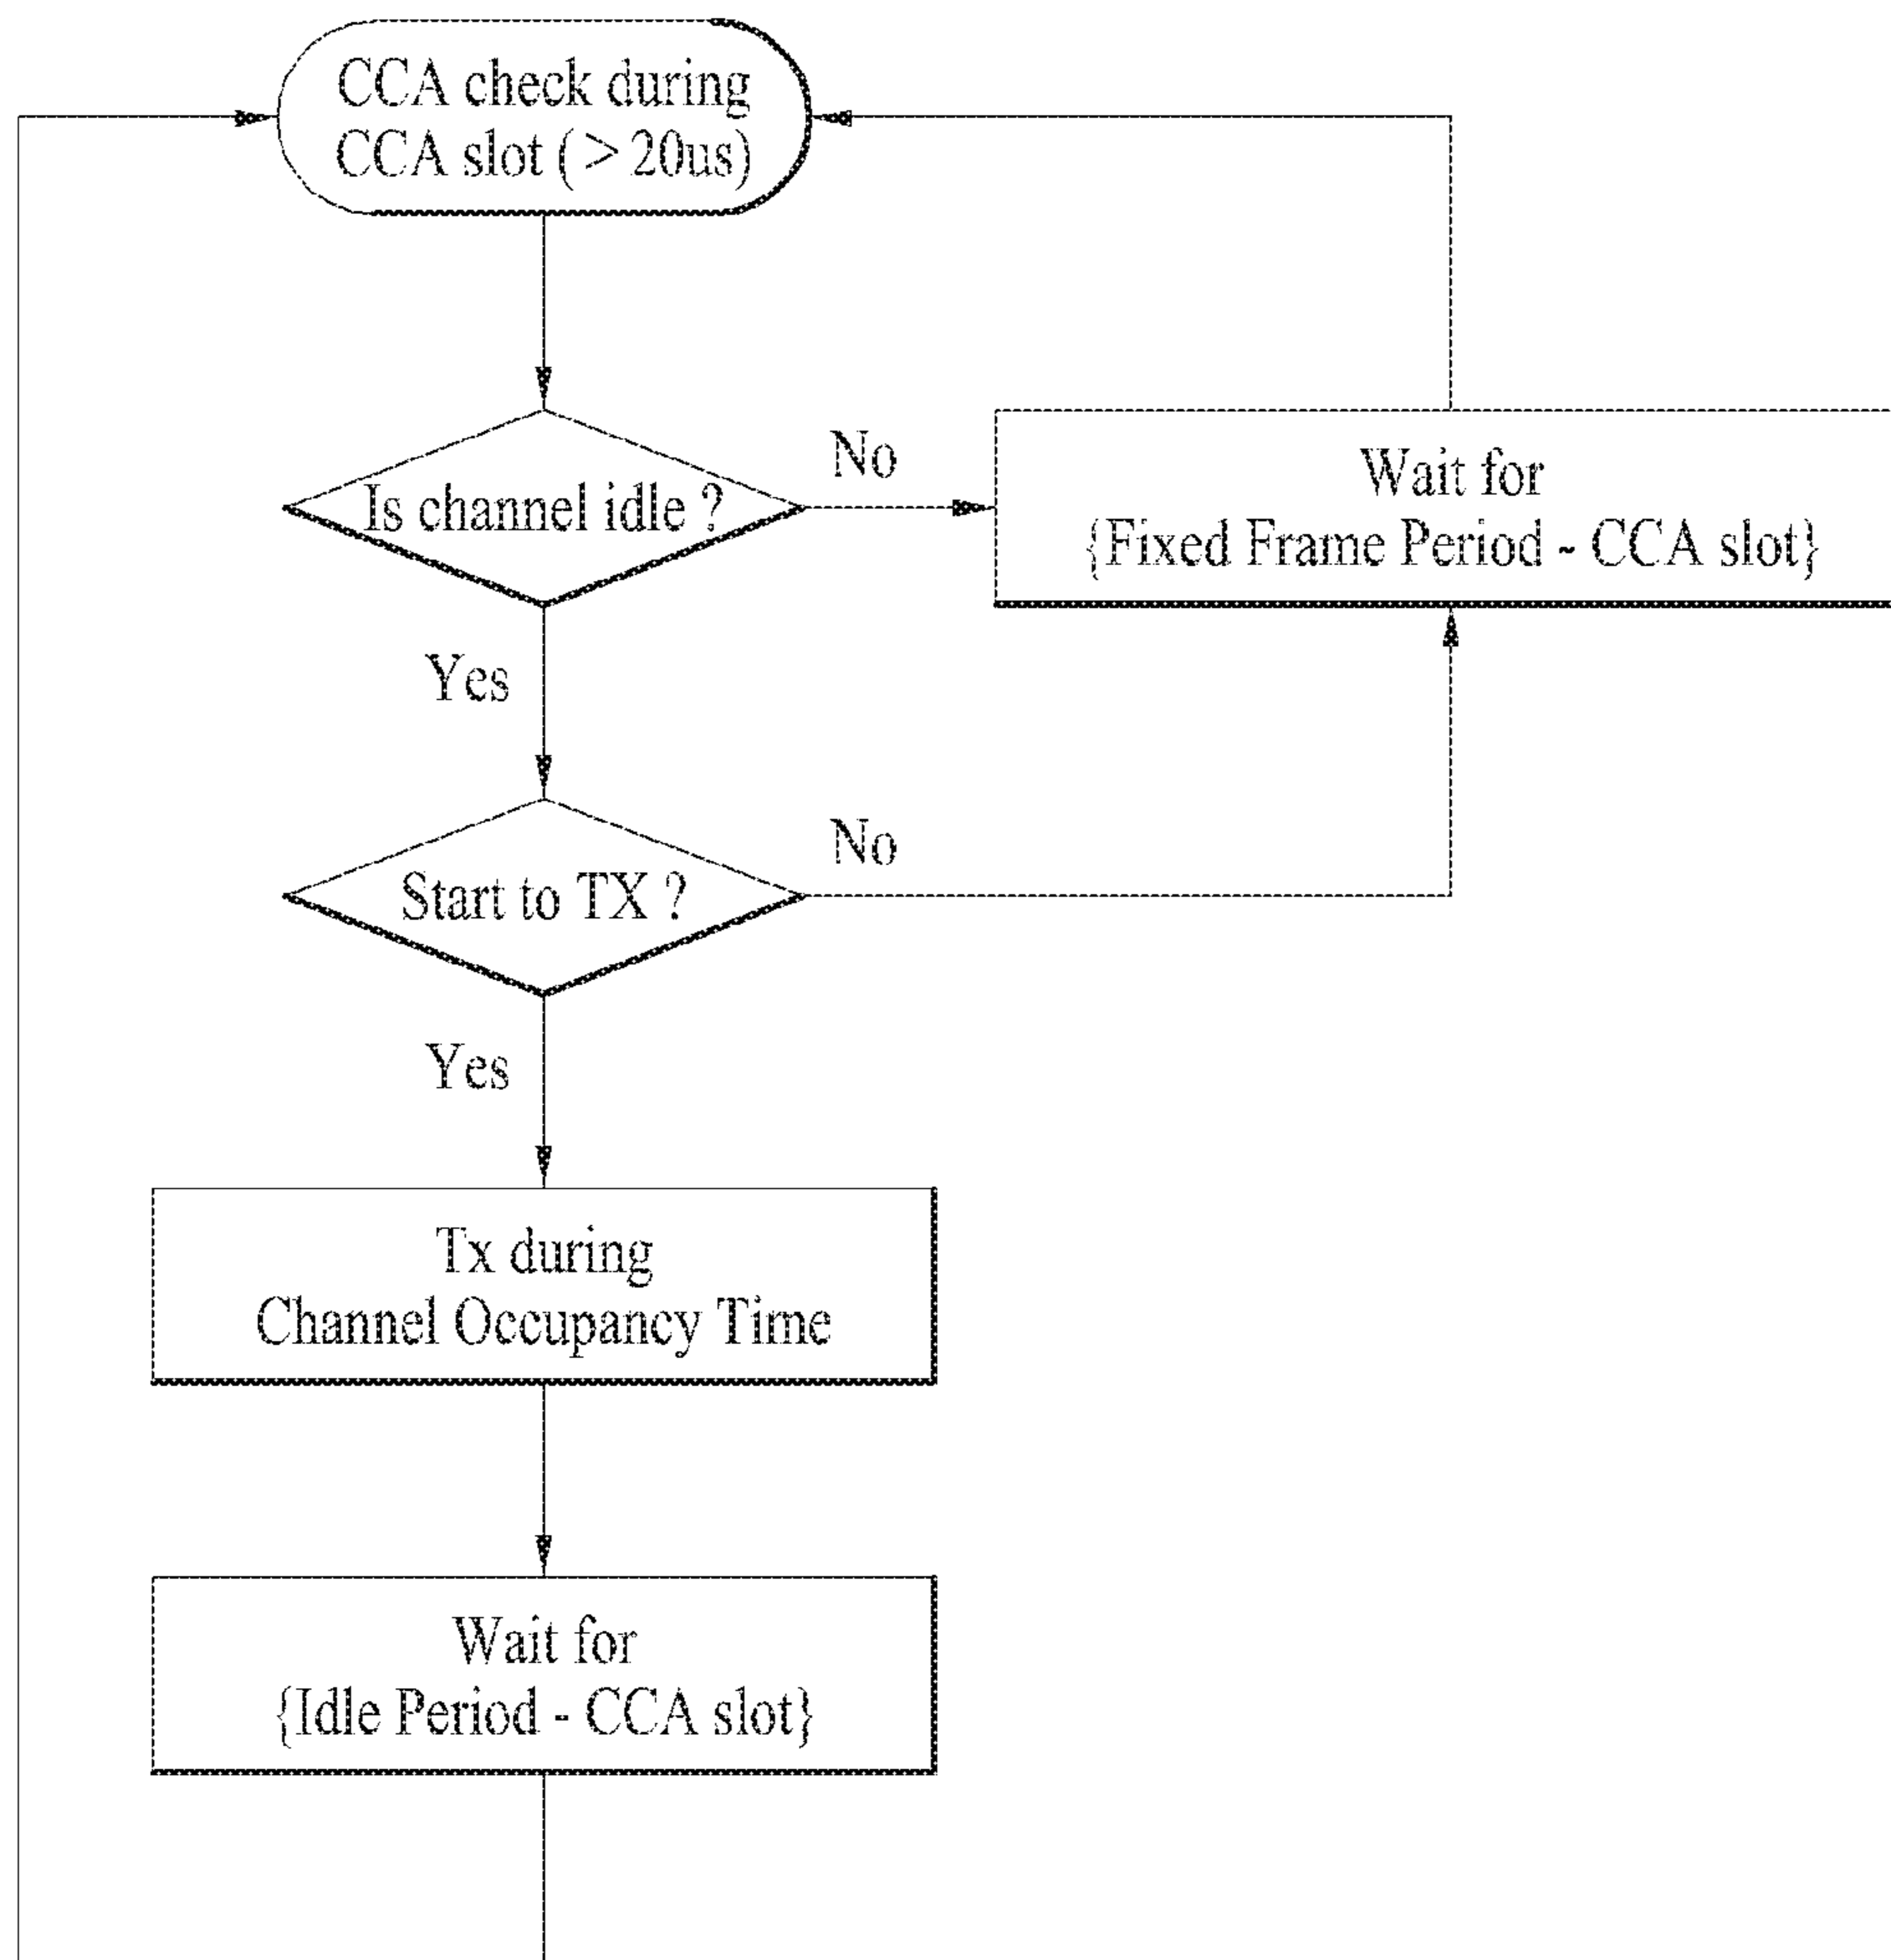 CCA check during
CCA slot ( > 20us)
Is channel idle ?
No
Wait for
{Fixed Frame Period - CCA slot}
Yes
Start to TX ?
No
Yes
Tx during
Channel Occupancy Time
Wait for
{Idle Period - CCA slot}